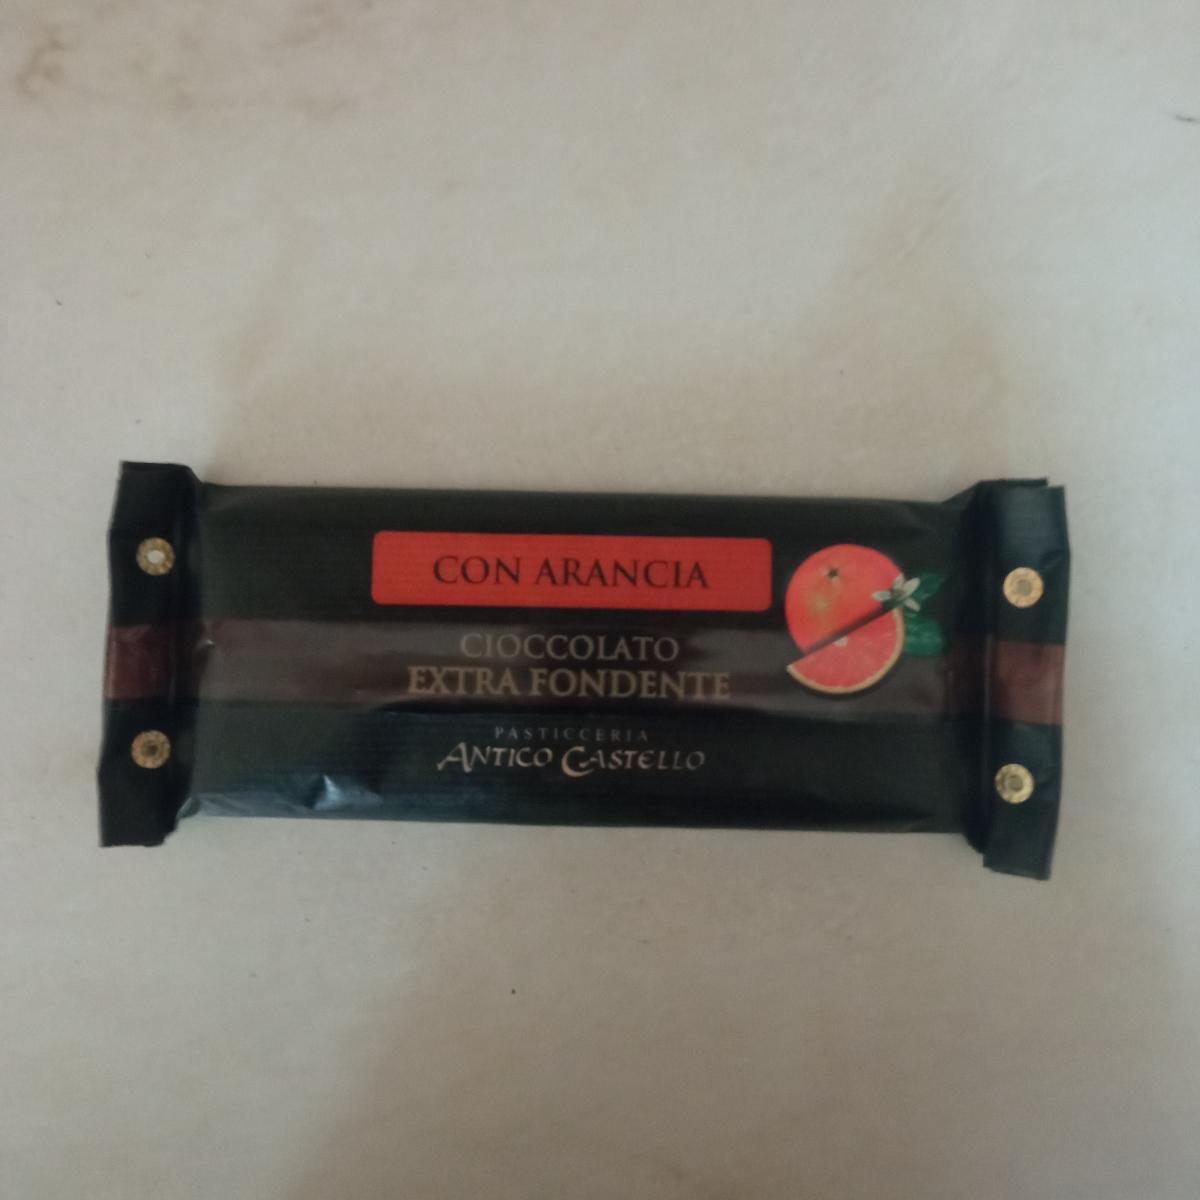 CON ARANCIA
CIOCCOLATO
EXTRA FONDENTE
PASTICCERIA
ANTICO CASTELLO